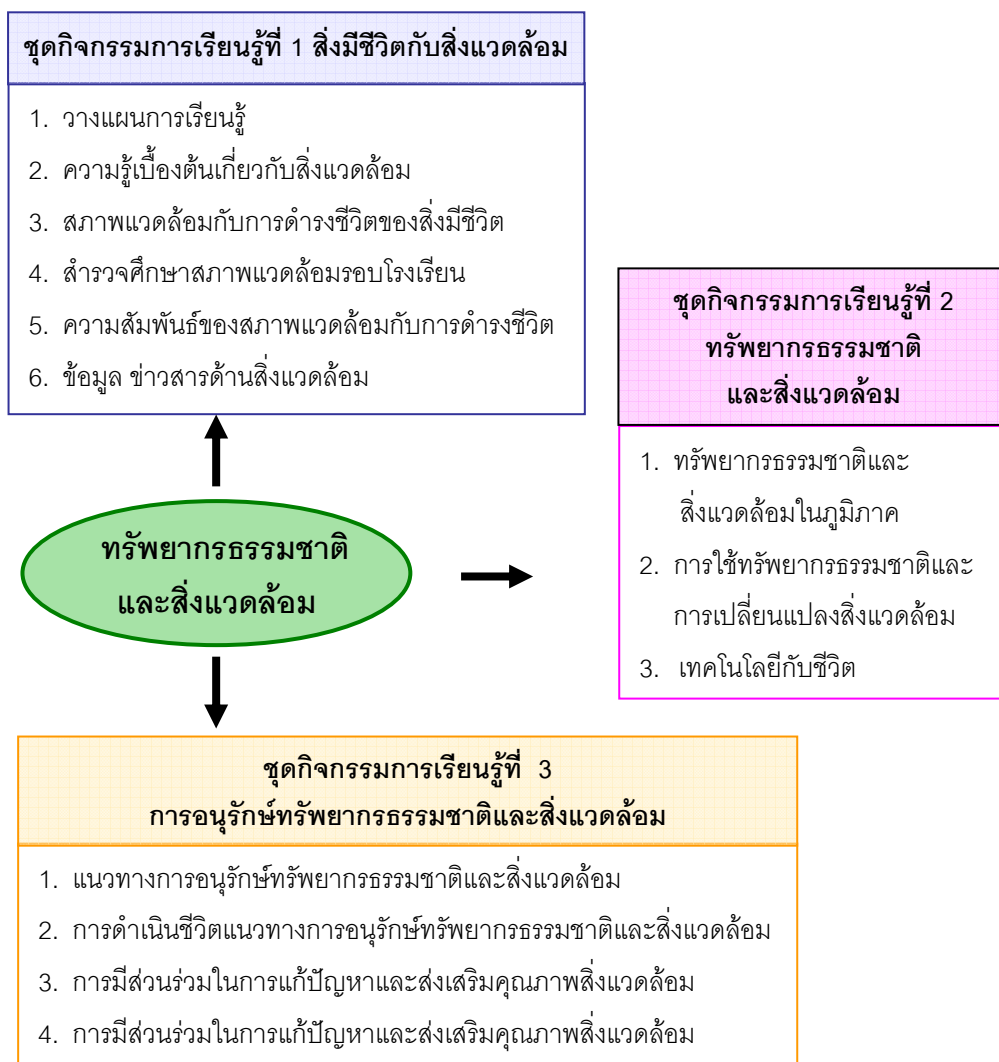 ชุดกิจกรรมการเรียนรู้ที่ 1 สิ่งมีชีวิตกับสิ่งแวดล้อม
1. วางแผนการเรียนรู้
2. ความรู้เบื้องต้นเกี่ยวกับสิ่งแวดล้อม
3. สภาพแวดล้อมกับการดำรงชีวิตของสิ่งมีชีวิต
4. สำรวจศึกษาสภาพแวดล้อมรอบโรงเรียน
5. ความสัมพันธ์ของสภาพแวดล้อมกับการดำรงชีวิต
6. ข้อมูล ข่าวสารด้านสิ่งแวดล้อม
ทรัพยากรธรรมชาติ
และสิ่งแวดล้อม
ชุดกิจกรรมการเรียนรู้ที่ 2
ทรัพยากรธรรมชาติ
และสิ่งแวดล้อม
1. ทรัพยากรธรรมชาติและ
สิ่งแวดล้อมในภูมิภาค
2. การใช้ทรัพยากรธรรมชาติและ
การเปลี่ยนแปลงสิ่งแวดล้อม
3. เทคโนโลยีกับชีวิต
ชุดกิจกรรมการเรียนรู้ที่ 3
การอนุรักษ์ทรัพยากรธรรมชาติและสิ่งแวดล้อม
1. แนวทางการอนุรักษ์ทรัพยากรธรรมชาติและสิ่งแวดล้อม
2. การดำเนินชีวิตแนวทางการอนุรักษ์ทรัพยากรธรรมชาติและสิ่งแวดล้อม
3. การมีส่วนร่วมในการแก้ปัญหาและส่งเสริมคุณภาพสิ่งแวดล้อม
4. การมีส่วนร่วมในการแก้ปัญหาและส่งเสริมคุณภาพสิ่งแวดล้อม